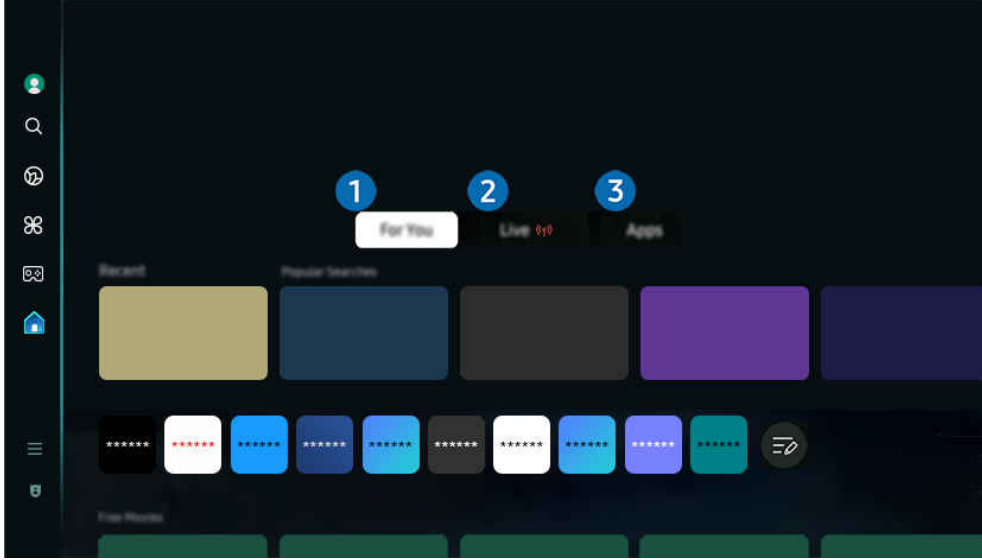 1 2 3
For You Live Apps
Recent Popular Searches
****** ****** ****** ****** ****** ****** ****** ****** ****** ******
Free Movies